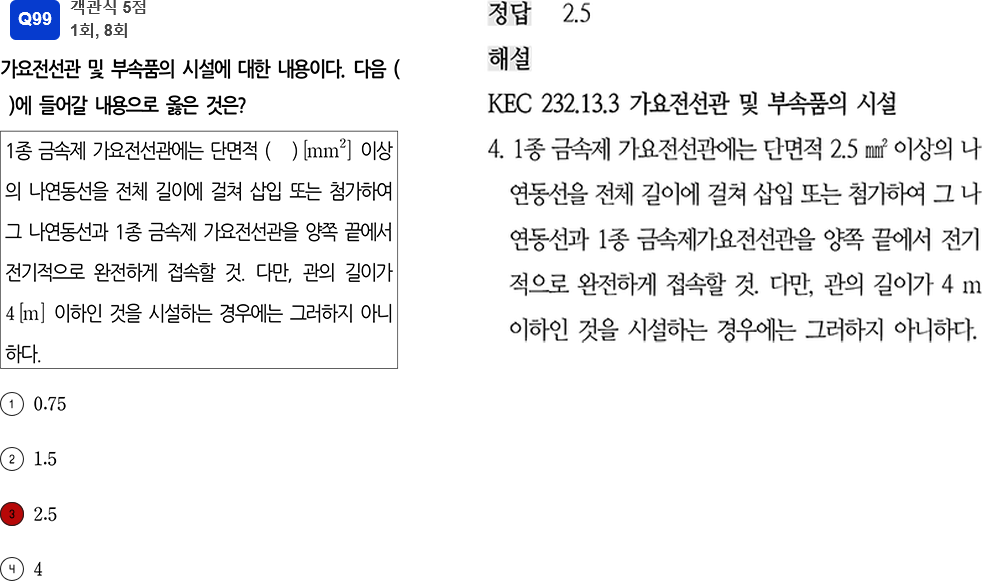 Q99
객관식 5점
1회, 8회
가요전선관 및 부속품의 시설에 대한 내용이다. 다음 (
)에 들어갈 내용으로 옳은 것은?
1종 금속제 가요전선관에는 단면적 (    ) [mm²] 이상
의 나연동선을 전체 길이에 걸쳐 삽입 또는 첨가하여
그 나연동선과 1종 금속제 가요전선관을 양쪽 끝에서
전기적으로 완전하게 접속할 것. 다만, 관의 길이가
4 [m] 이하인 것을 시설하는 경우에는 그러하지 아니
하다.
① 0.75
② 1.5
③ 2.5
④ 4
정답 2.5
해설
KEC 232.13.3 가요전선관 및 부속품의 시설
4. 1종 금속제 가요전선관에는 단면적 2.5 ㎟ 이상의 나
연동선을 전체 길이에 걸쳐 삽입 또는 첨가하여 그 나
연동선과 1종 금속제가요전선관을 양쪽 끝에서 전기
적으로 완전하게 접속할 것. 다만, 관의 길이가 4 m
이하인 것을 시설하는 경우에는 그러하지 아니하다.